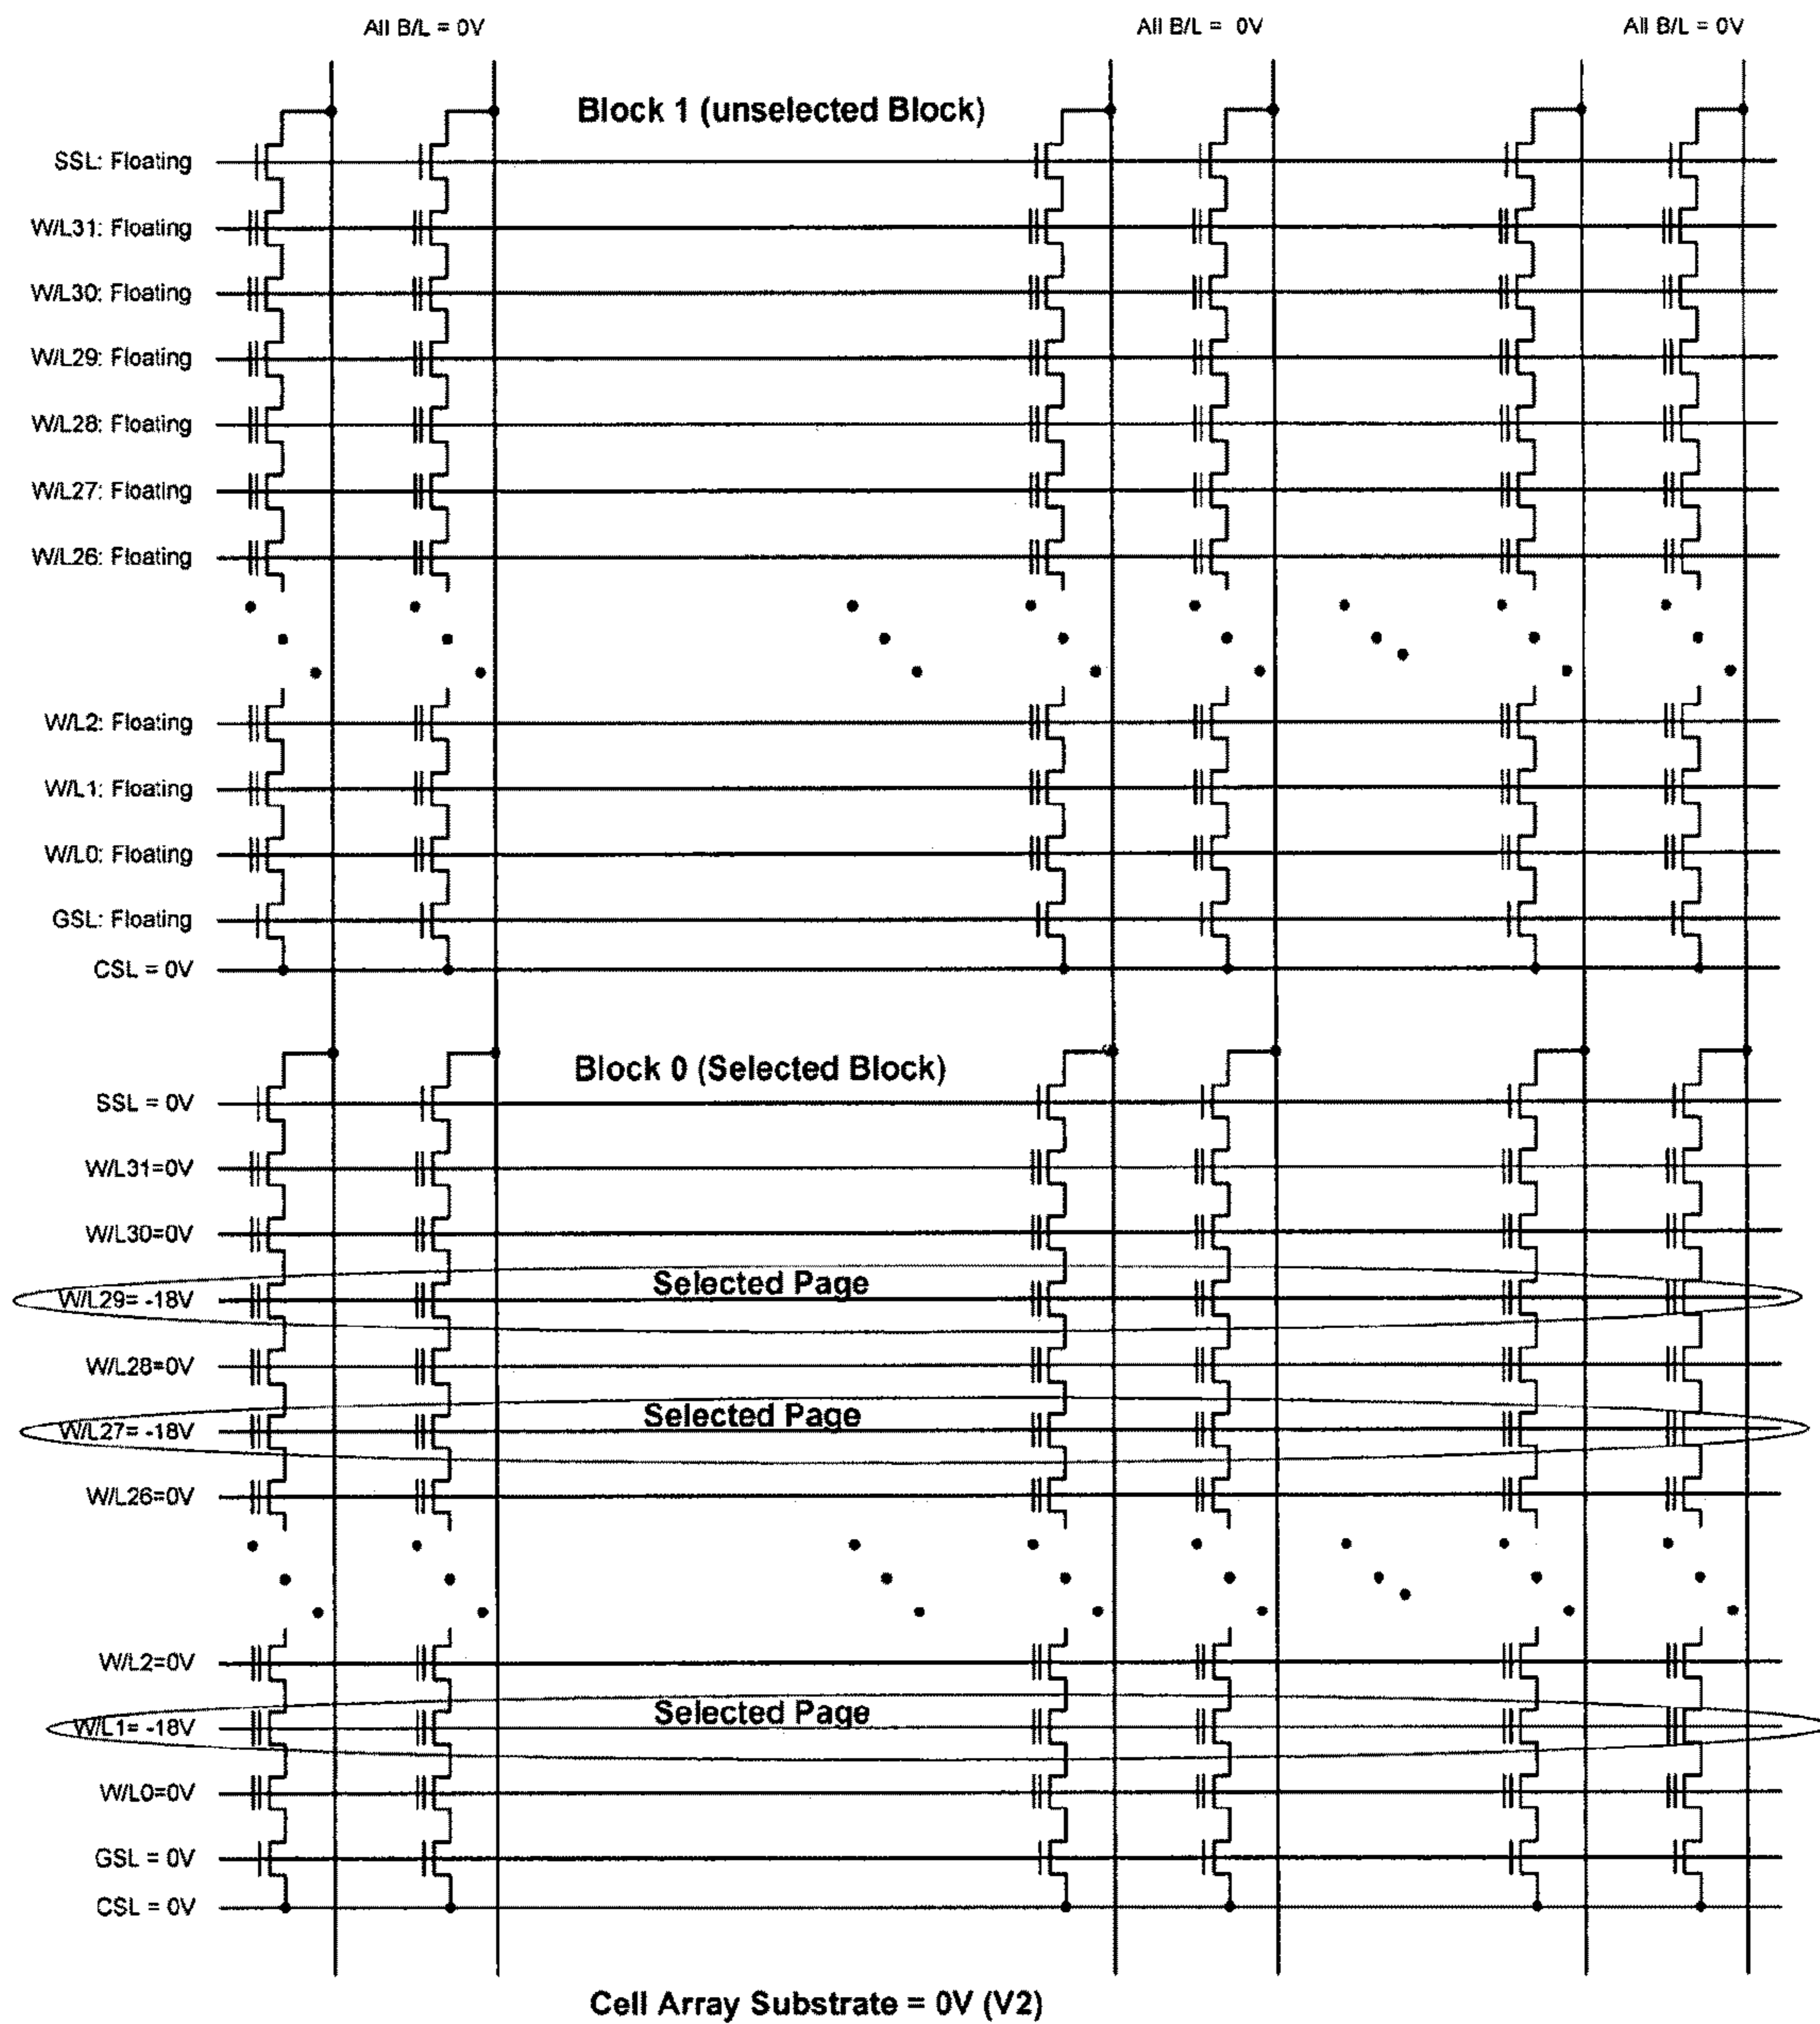 All B/L = 0V All B/L = 0V All B/L = 0V
Block 1 (unselected Block)
SSL: Floating
W/L31: Floating
W/L30: Floating
W/L29: Floating
W/L28: Floating
W/L27: Floating
W/L26: Floating
W/L2: Floating
W/L1: Floating
W/L0: Floating
GSL: Floating
CSL = 0V
Block 0 (Selected Block)
SSL = 0V
W/L31=0V
W/L30=0V
Selected Page
W/L29= -18V
W/L28=0V
Selected Page
W/L27= -18V
W/L26=0V
W/L2=0V
Selected Page
W/L1= -18V
W/L0=0V
GSL = 0V
CSL = 0V
Cell Array Substrate = 0V (V2)